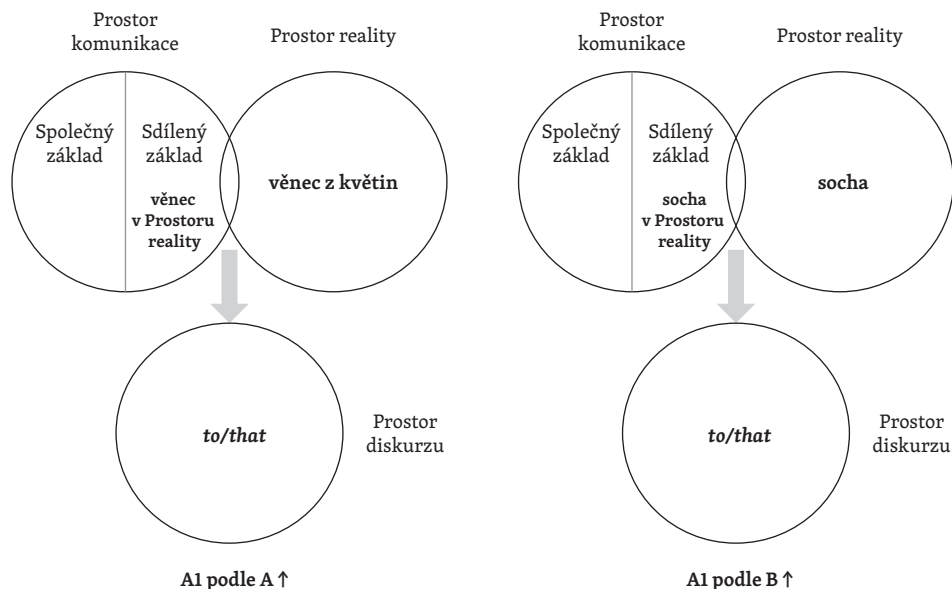 Prostor
komunikace
Prostor reality
Společný
základ
Sdílený
základ
věnec
v Prostoru
reality
věnec z květin
to/that
Prostor
diskurzu
A1 podle A ↑
Prostor
komunikace
Prostor reality
Společný
základ
Sdílený
základ
socha
v Prostoru
reality
socha
to/that
Prostor
diskurzu
A1 podle B ↑